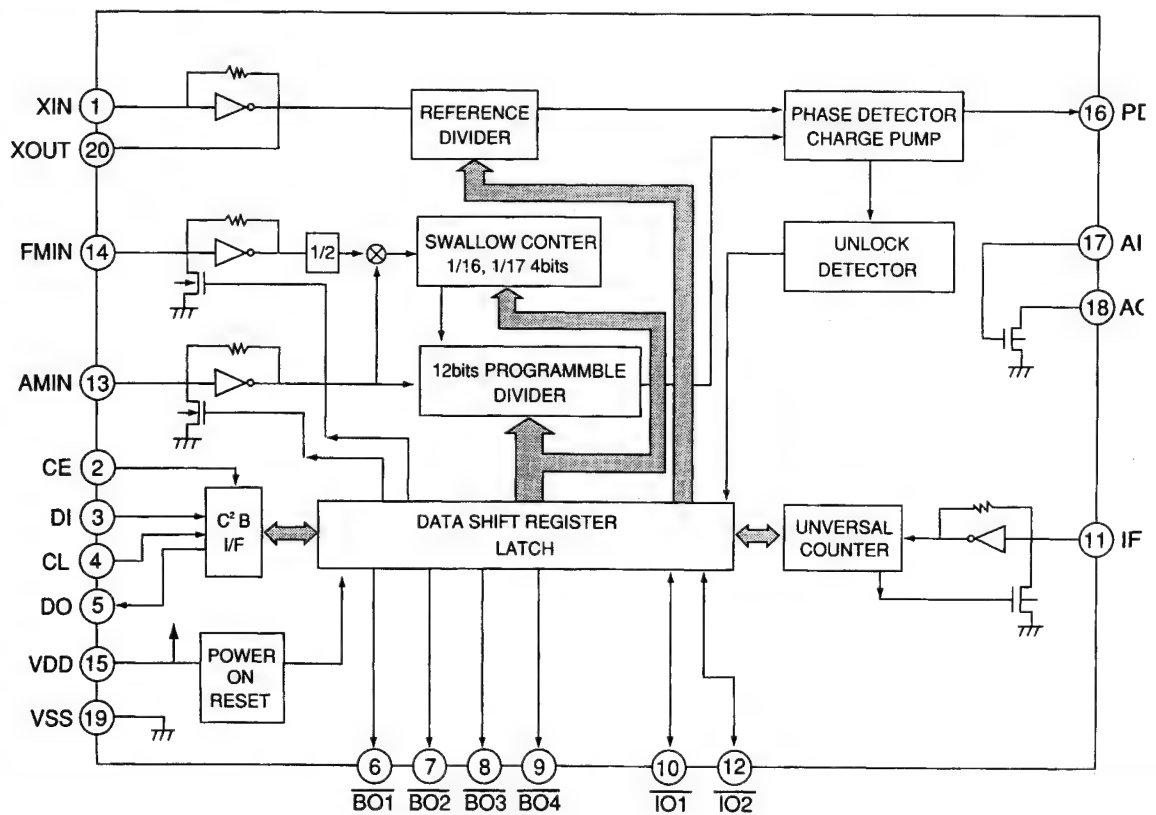 XIN 1
XOUT 20
REFERENCE
DIVIDER
PHASE DETECTOR
CHARGE PUMP
16
FMIN 14
1/2
SWALLOW CONTER
1/16, 1/17 4bits
UNLOCK
DETECTOR
17
18
AMIN 13
12bits PROGRAMMBLE
DIVIDER
CE 2
DI 3
CL 4
DO 5
C² B
I/F
DATA SHIFT REGISTER
LATCH
UNVERSAL
COUNTER
11 IF
VDD 15
POWER
ON
RESET
VSS 19
6 7 8 9 10 12
BO1 BO2 BO3 BO4 IO1 IO2